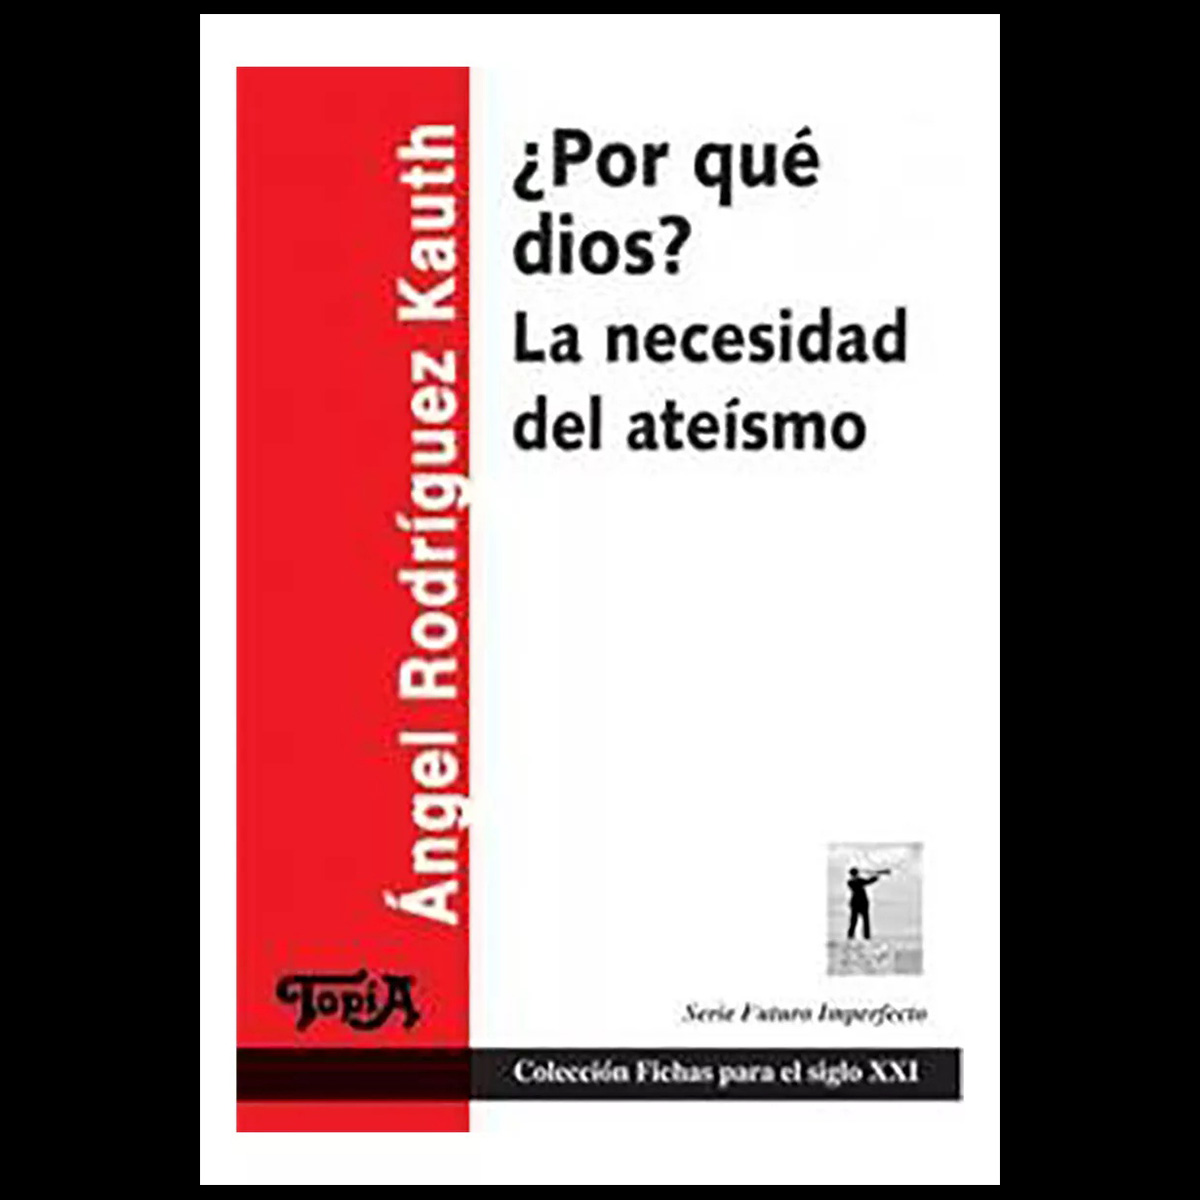 Ángel Rodríguez Kauth
¿Por qué
dios?
La necesidad
del ateísmo
Topía
Serie Futuro Imperfecto
Colección Fichas para el siglo XXI